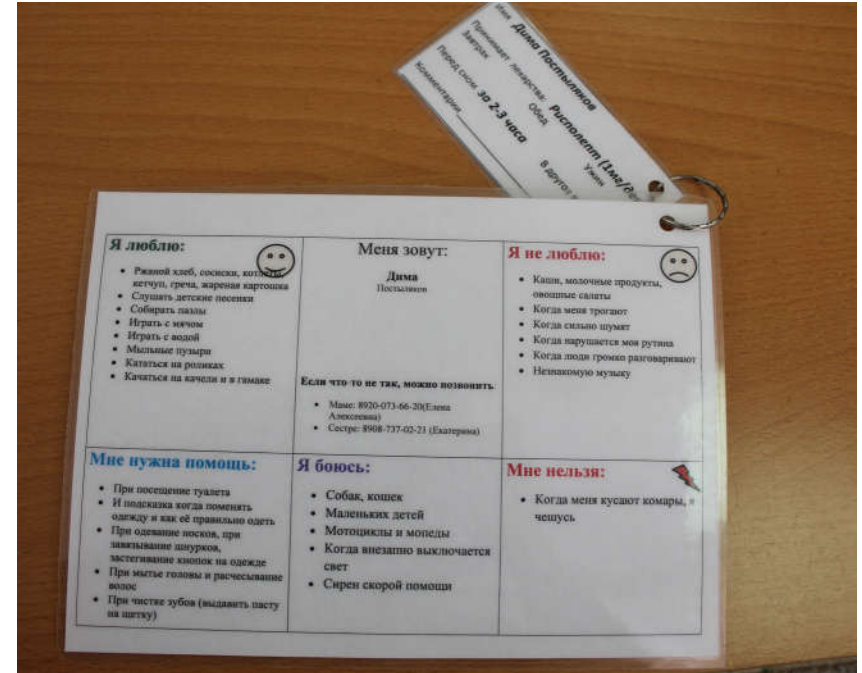 Имя Дима Постыляков
Принимает лекарства: Рисполепт (1мг/де
Завтрак Обед Ужин
Перед сном за 2-3 часа В другое
Комментарии
Я люблю:
• Ржаной хлеб, сосиски, котлеты,
кетчуп, греча, жареная картошка
• Слушать детские песенки
• Собирать пазлы
• Играть с мячом
• Играть с водой
• Мыльные пузыри
• Кататься на роликах
• Качаться на качели и в гамаке
Меня зовут:
Дима
Постыляков
Если что-то не так, можно позвонить
• Маме: 8920-073-66-20(Елена
Алексеевна)
• Сестре: 8908-737-02-21 (Екатерина)
Я не люблю:
• Каши, молочные продукты,
овощные салаты
• Когда меня трогают
• Когда сильно шумят
• Когда нарушается моя рутина
• Когда люди громко разговаривают
• Незнакомую музыку
Мне нужна помощь:
• При посещение туалета
• И подсказка когда поменять
одежду и как её правильно одеть
• При одевание носков, при
завязывание шнурков,
застегивание кнопок на одежде
• При мытье головы и расчесывание
волос
• При чистке зубов (выдавить пасту
на щетку)
Я боюсь:
• Собак, кошек
• Маленьких детей
• Мотоциклы и мопеды
• Когда внезапно выключается
свет
• Сирен скорой помощи
Мне нельзя:
• Когда меня кусают комары, я
чешусь